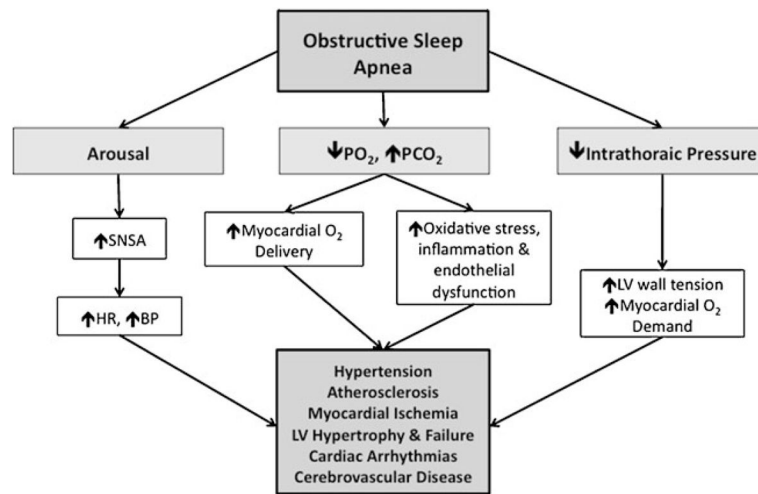 Obstructive Sleep
Apnea
Arousal
↓PO₂, ↑PCO₂
↓Intrathoraic Pressure
↑SNSA
↑Myocardial O₂
Delivery
↑Oxidative stress,
inflammation &
endothelial
dysfunction
↑LV wall tension
↑Myocardial O₂
Demand
↑HR, ↑BP
Hypertension
Atherosclerosis
Myocardial Ischemia
LV Hypertrophy & Failure
Cardiac Arrhythmias
Cerebrovascular Disease